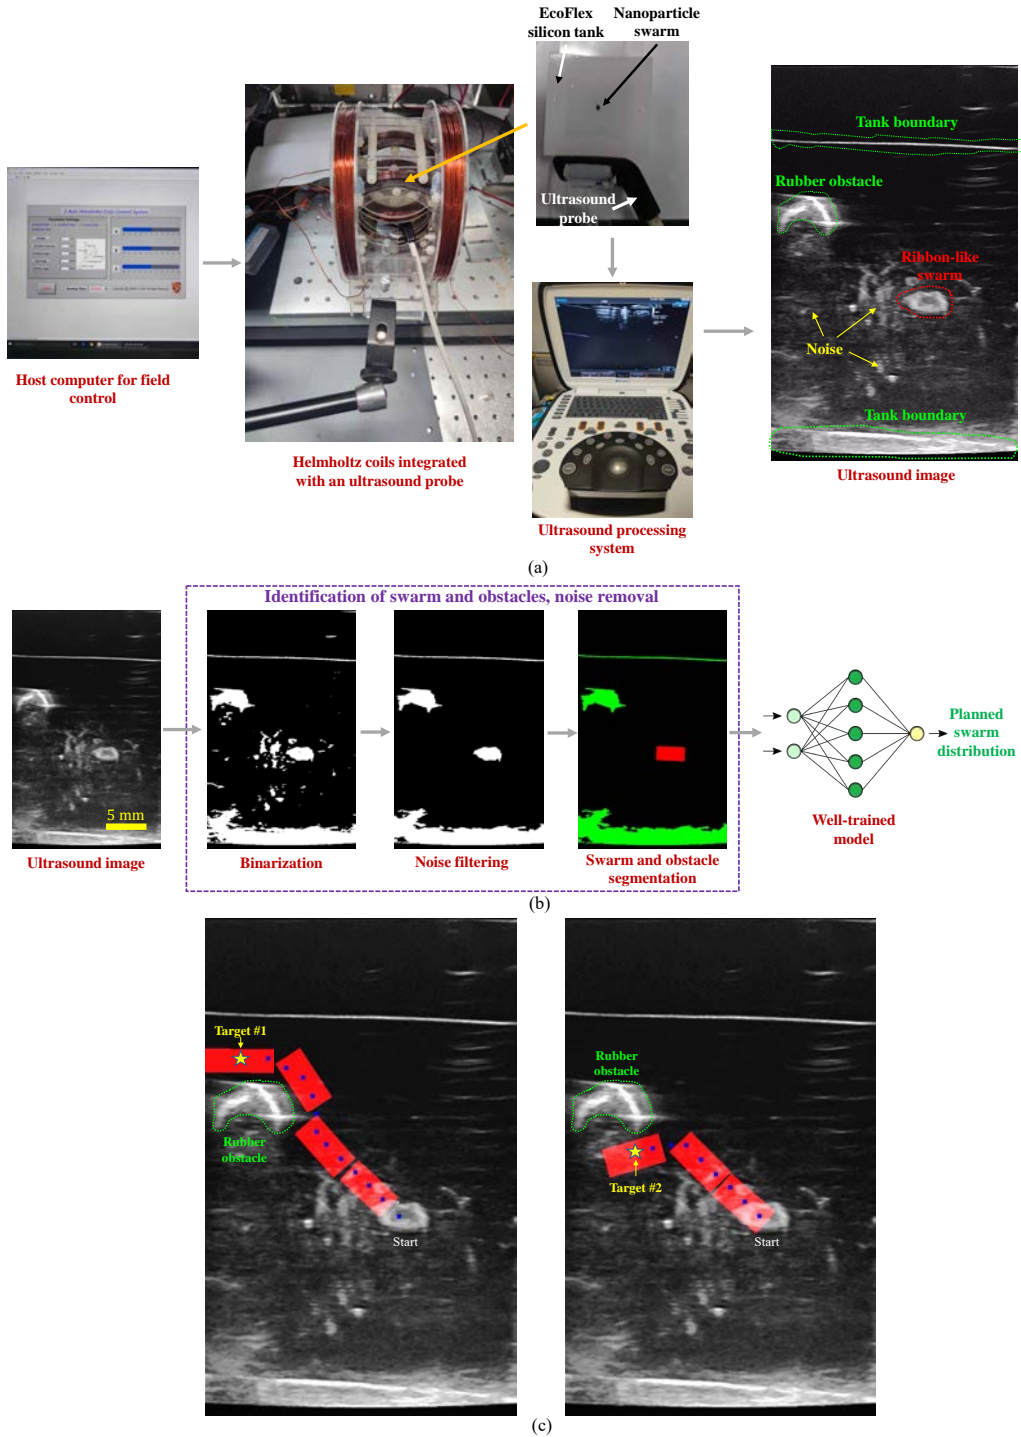 EcoFlex
silicon tank
Nanoparticle
swarm
Ultrasound
probe
Tank boundary
Rubber obstacle
Ribbon-like
swarm
Noise
Tank boundary
Host computer for field
control
Helmholtz coils integrated
with an ultrasound probe
Ultrasound processing
system
Ultrasound image
(a)
Identification of swarm and obstacles, noise removal
5 mm
Ultrasound image
Binarization
Noise filtering
Swarm and obstacle
segmentation
Well-trained
model
Planned
swarm
distribution
(b)
Target #1
Rubber
obstacle
Start
Rubber
obstacle
Target #2
Start
(c)